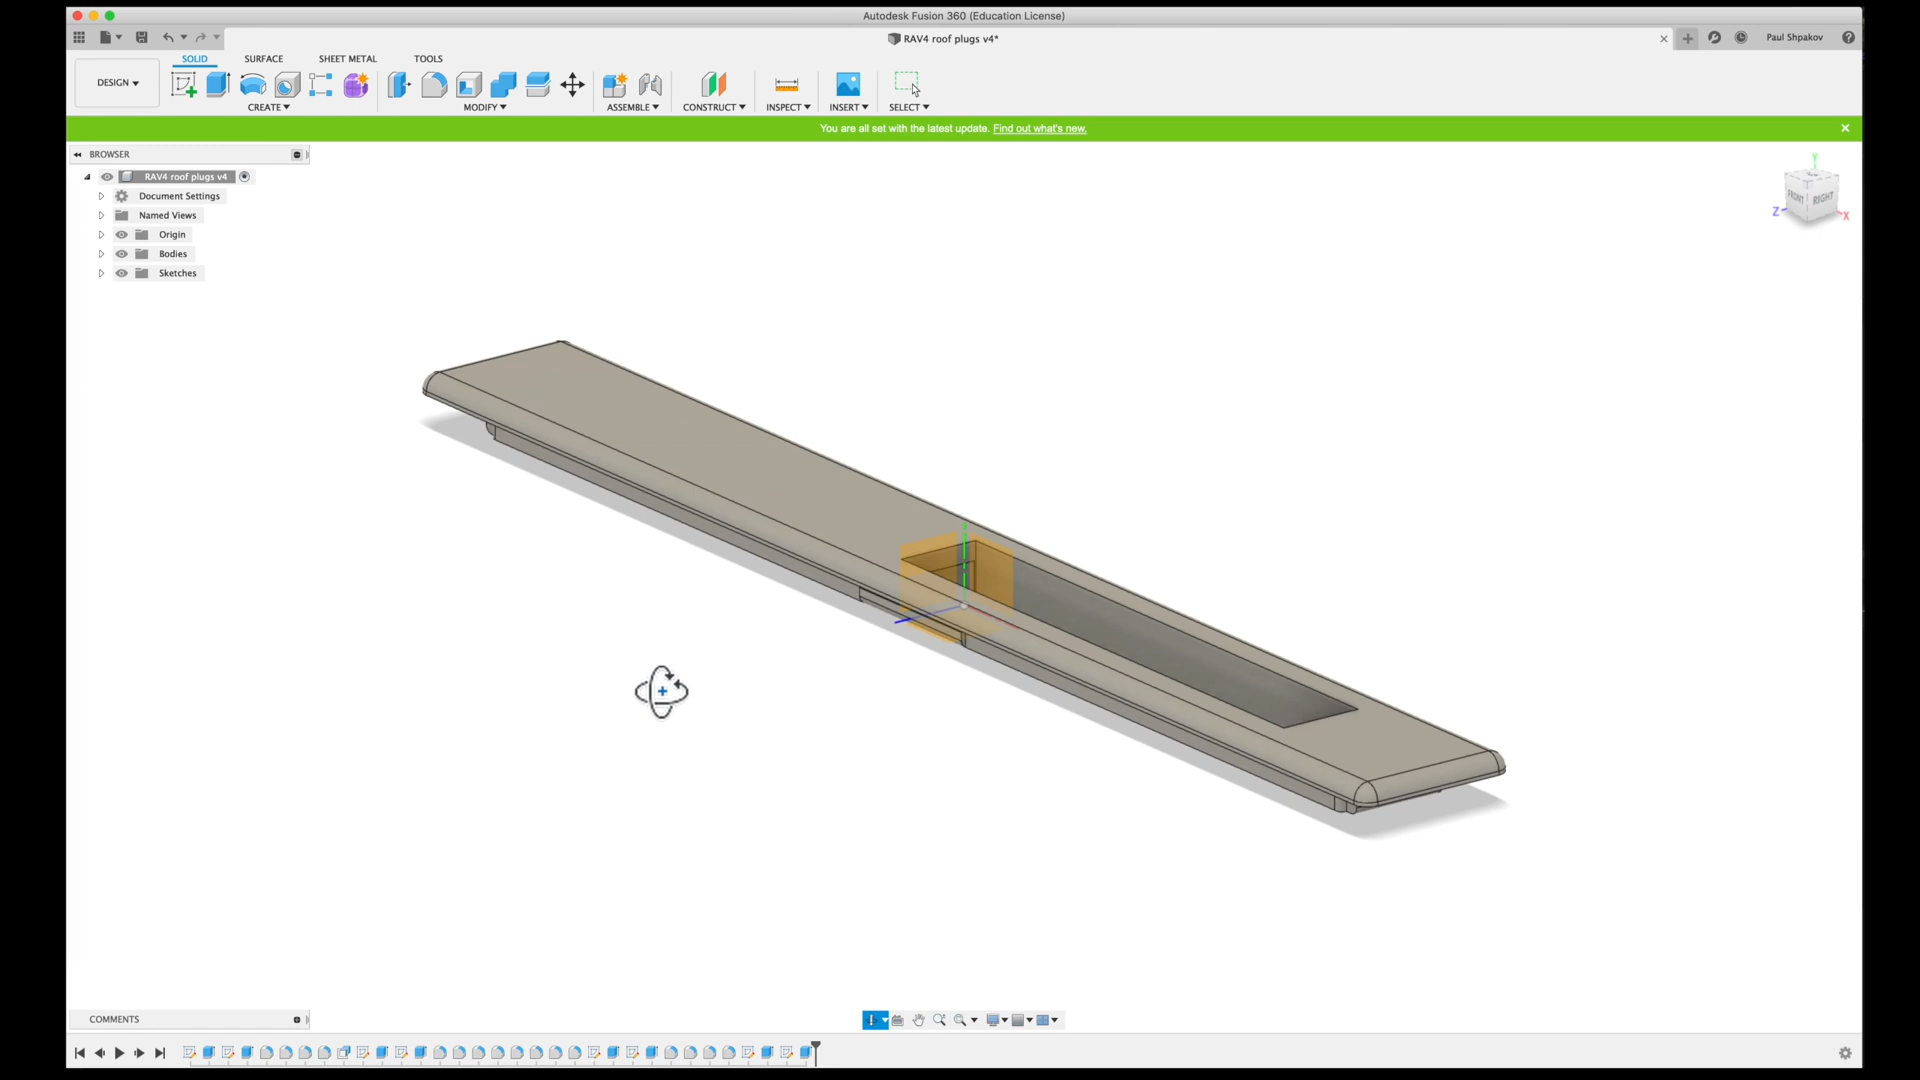 Autodesk Fusion 360 (Education License)
RAV4 roof plugs v4*
Paul Shpakov
DESIGN
SOLID
SURFACE
SHEET METAL
TOOLS
CREATE
MODIFY
ASSEMBLE
CONSTRUCT
INSPECT
INSERT
SELECT
You are all set with the latest update. Find out what's new.
BROWSER
RAV4 roof plugs v4
Document Settings
Named Views
Origin
Bodies
Sketches
Y
FRONT
RIGHT
Z
X
COMMENTS